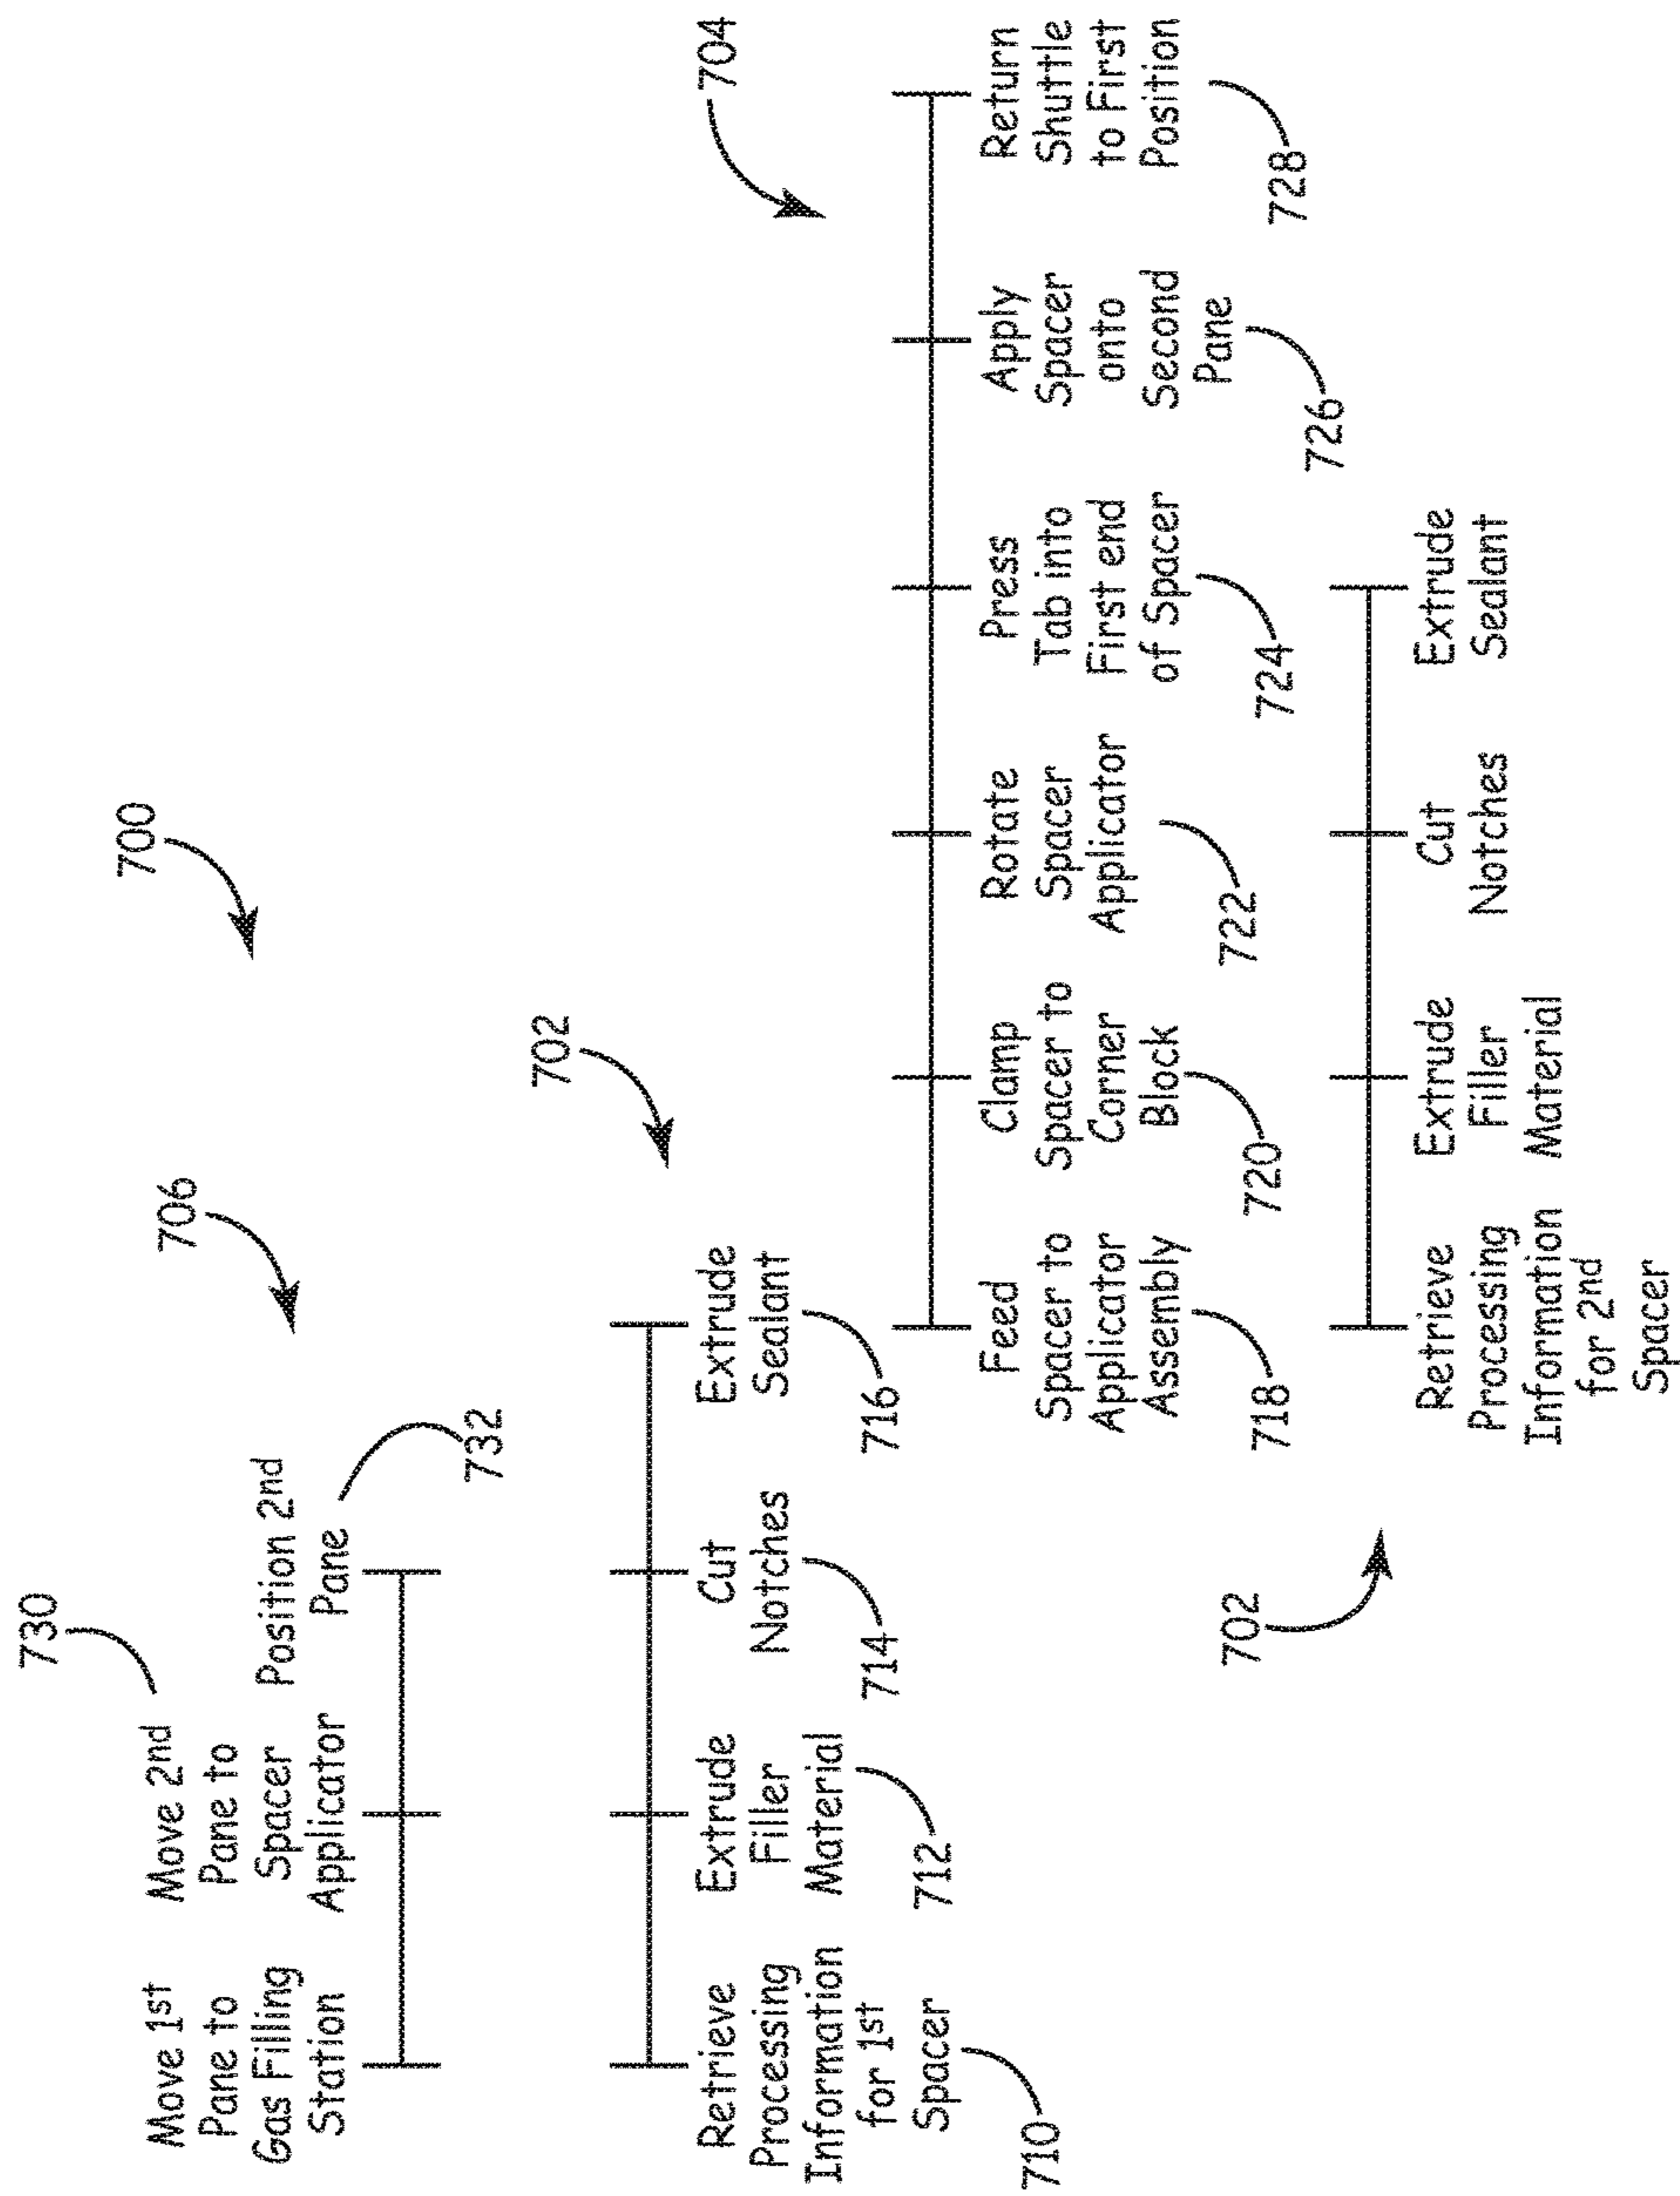 700
706
730
Move 1st
Pane to
Gas Filling
Station
Move 2nd
Pane to
Spacer
Applicator
Position 2nd
Pane
732
702
Retrieve
Processing
Information
for 1st
Spacer
710
Extrude
Filler
Material
712
Cut
Notches
714
Extrude
Sealant
716
704
Feed
Spacer to
Applicator
Assembly
718
Clamp
Spacer to
Corner
Block
720
Rotate
Spacer
Applicator
722
Press
Tab into
First end
of Spacer
724
Apply
Spacer
onto
Second
Pane
726
Return
Shuttle
to First
Position
728
702
Retrieve
Processing
Information
for 2nd
Spacer
Extrude
Filler
Material
Cut
Notches
Extrude
Sealant